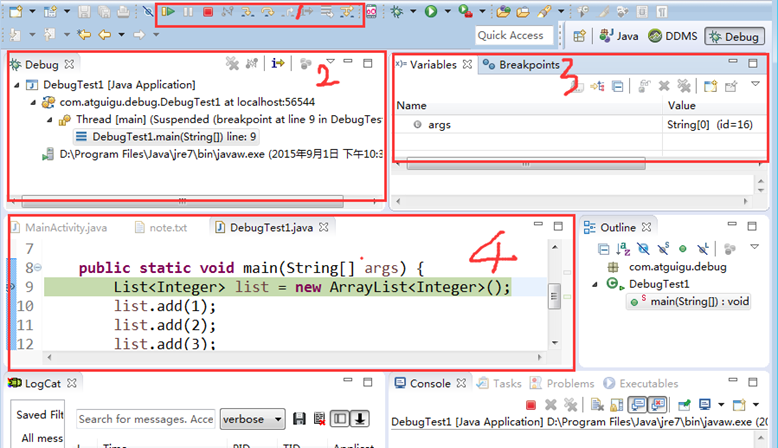 1
Quick Access
Java
DDMS
Debug
Debug
2
DebugTest1 [Java Application]
com.atguigu.debug.DebugTest1 at localhost:56544
Thread [main] (Suspended (breakpoint at line 9 in DebugTes
DebugTest1.main(String[]) line: 9
D:\Program Files\Java\jre7\bin\javaw.exe (2015年9月1日 下午10:3
(x)= Variables
Breakpoints
3
Name
Value
args
String[0] (id=16)
MainActivity.java
note.txt
DebugTest1.java
4
7
8 public static void main(String[] args) {
9 List<Integer> list = new ArrayList<Integer>();
10 list.add(1);
11 list.add(2);
12 list.add(3);
Outline
com.atguigu.debug
DebugTest1
main(String[]) : void
LogCat
Saved Filt
All mess
Search for messages. Acce
verbose
Console
Tasks
Problems
Executables
DebugTest1 [Java Application] D:\Program Files\Java\jre7\bin\javaw.